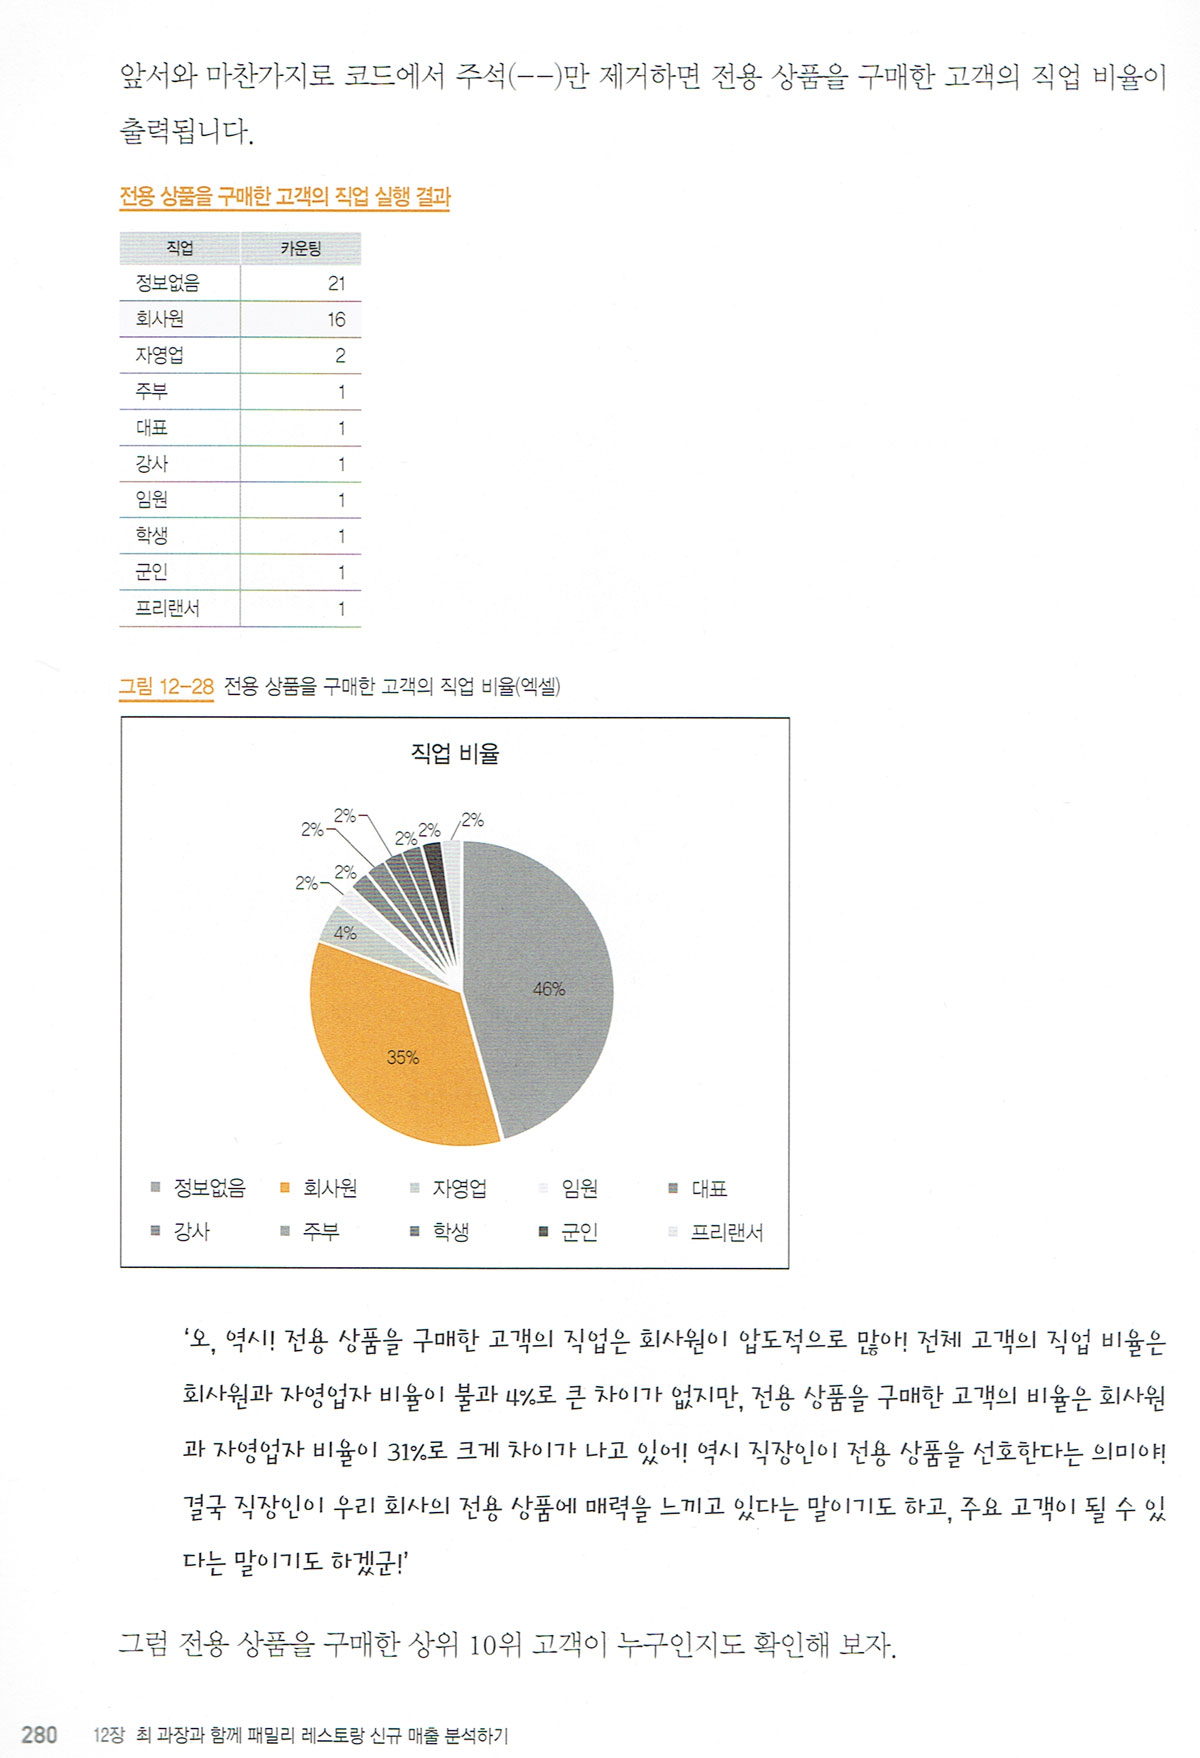 앞서와 마찬가지로 코드에서 주석(--)만 제거하면 전용 상품을 구매한 고객의 직업 비율이
출력됩니다.
전용 상품을 구매한 고객의 직업 실행 결과
직업 카운팅
정보없음 21
회사원 16
자영업 2
주부 1
대표 1
강사 1
임원 1
학생 1
군인 1
프리랜서 1
그림 12-28 전용 상품을 구매한 고객의 직업 비율(엑셀)
직업 비율
2% 2% 2% 2% 2%
2% 2%
4%
46%
35%
정보없음 회사원 자영업 임원 대표
강사 주부 학생 군인 프리랜서
'오, 역시! 전용 상품을 구매한 고객의 직업은 회사원이 압도적으로 많아! 전체 고객의 직업 비율은
회사원과 자영업자 비율이 불과 4%로 큰 차이가 없지만, 전용 상품을 구매한 고객의 비율은 회사원
과 자영업자 비율이 31%로 크게 차이가 나고 있어! 역시 직장인이 전용 상품을 선호한다는 의미야!
결국 직장인이 우리 회사의 전용 상품에 매력을 느끼고 있다는 말이기도 하고, 주요 고객이 될 수 있
다는 말이기도 하겠군!'
그럼 전용 상품을 구매한 상위 10위 고객이 누구인지도 확인해 보자.
280 12장 최 과장과 함께 패밀리 레스토랑 신규 매출 분석하기